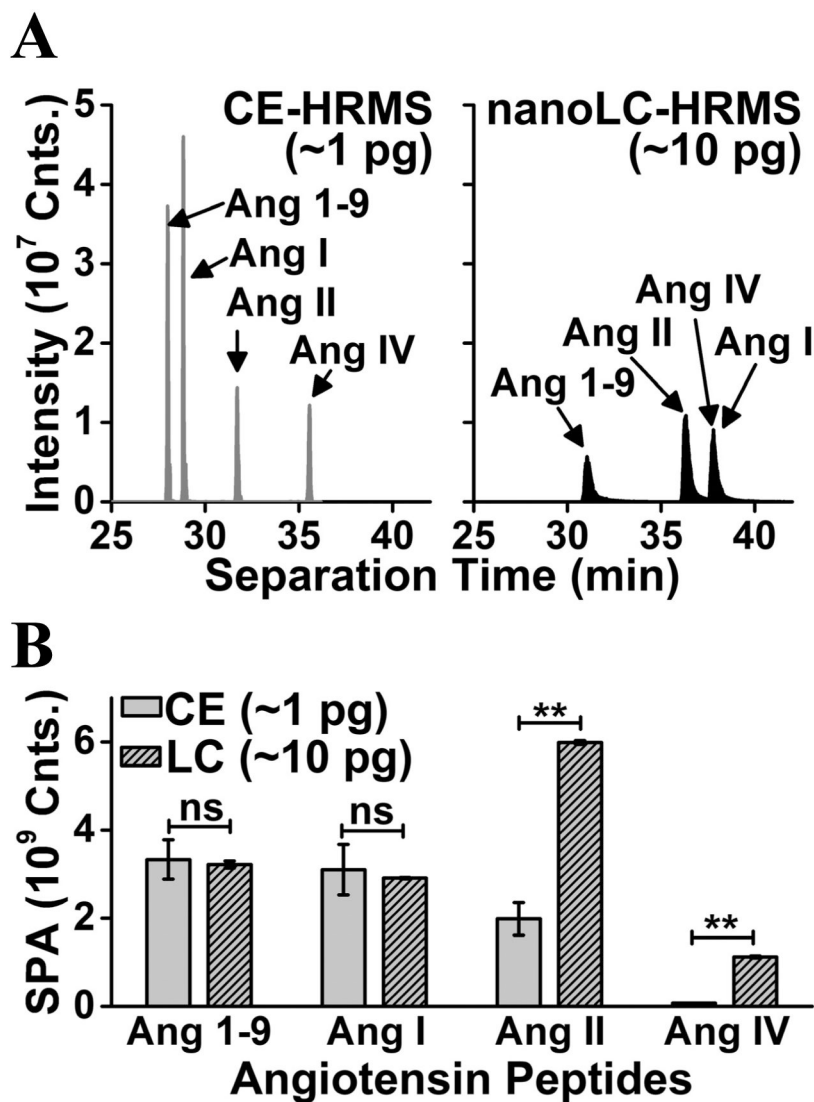 A
CE-HRMS
(~1 pg)
nanoLC-HRMS
(~10 pg)
Intensity (10⁷ Cnts.)
5
4
3
2
1
0
Ang 1-9
Ang I
Ang II
Ang IV
Ang IV
Ang II
Ang I
Ang 1-9
25 30 35 40 25 30 35 40
Separation Time (min)
B
SPA (10⁹ Cnts.)
6
4
2
0
CE (~1 pg)
LC (~10 pg)
ns
ns
**
**
Ang 1-9 Ang I Ang II Ang IV
Angiotensin Peptides